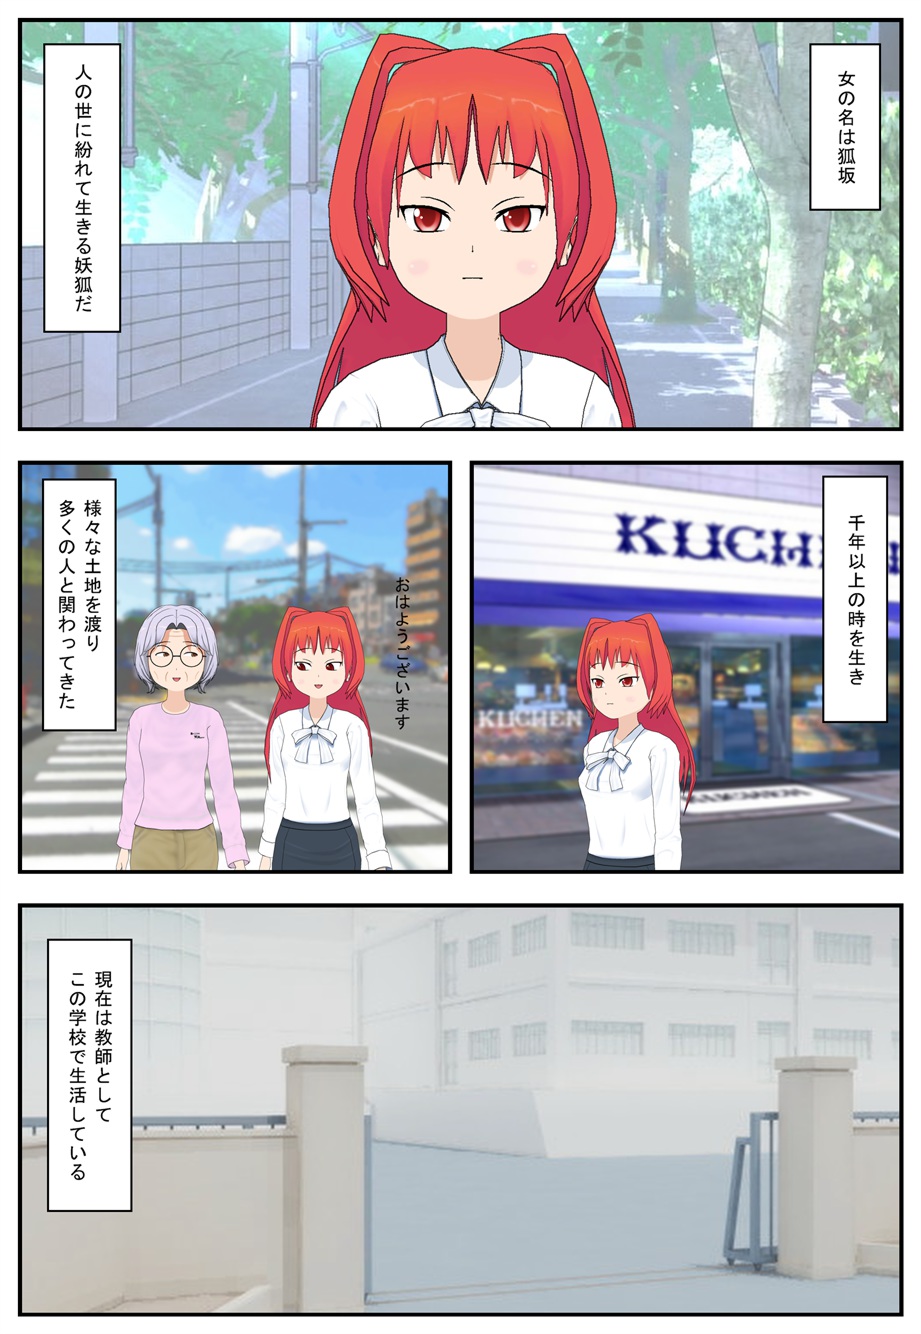 女の名は狐坂
人の世に紛れて生きる妖狐だ
千年以上の時を生き
KUCH
KUCHEN
おはようございます
様々な土地を渡り
多くの人と関わってきた
現在は教師として
この学校で生活している